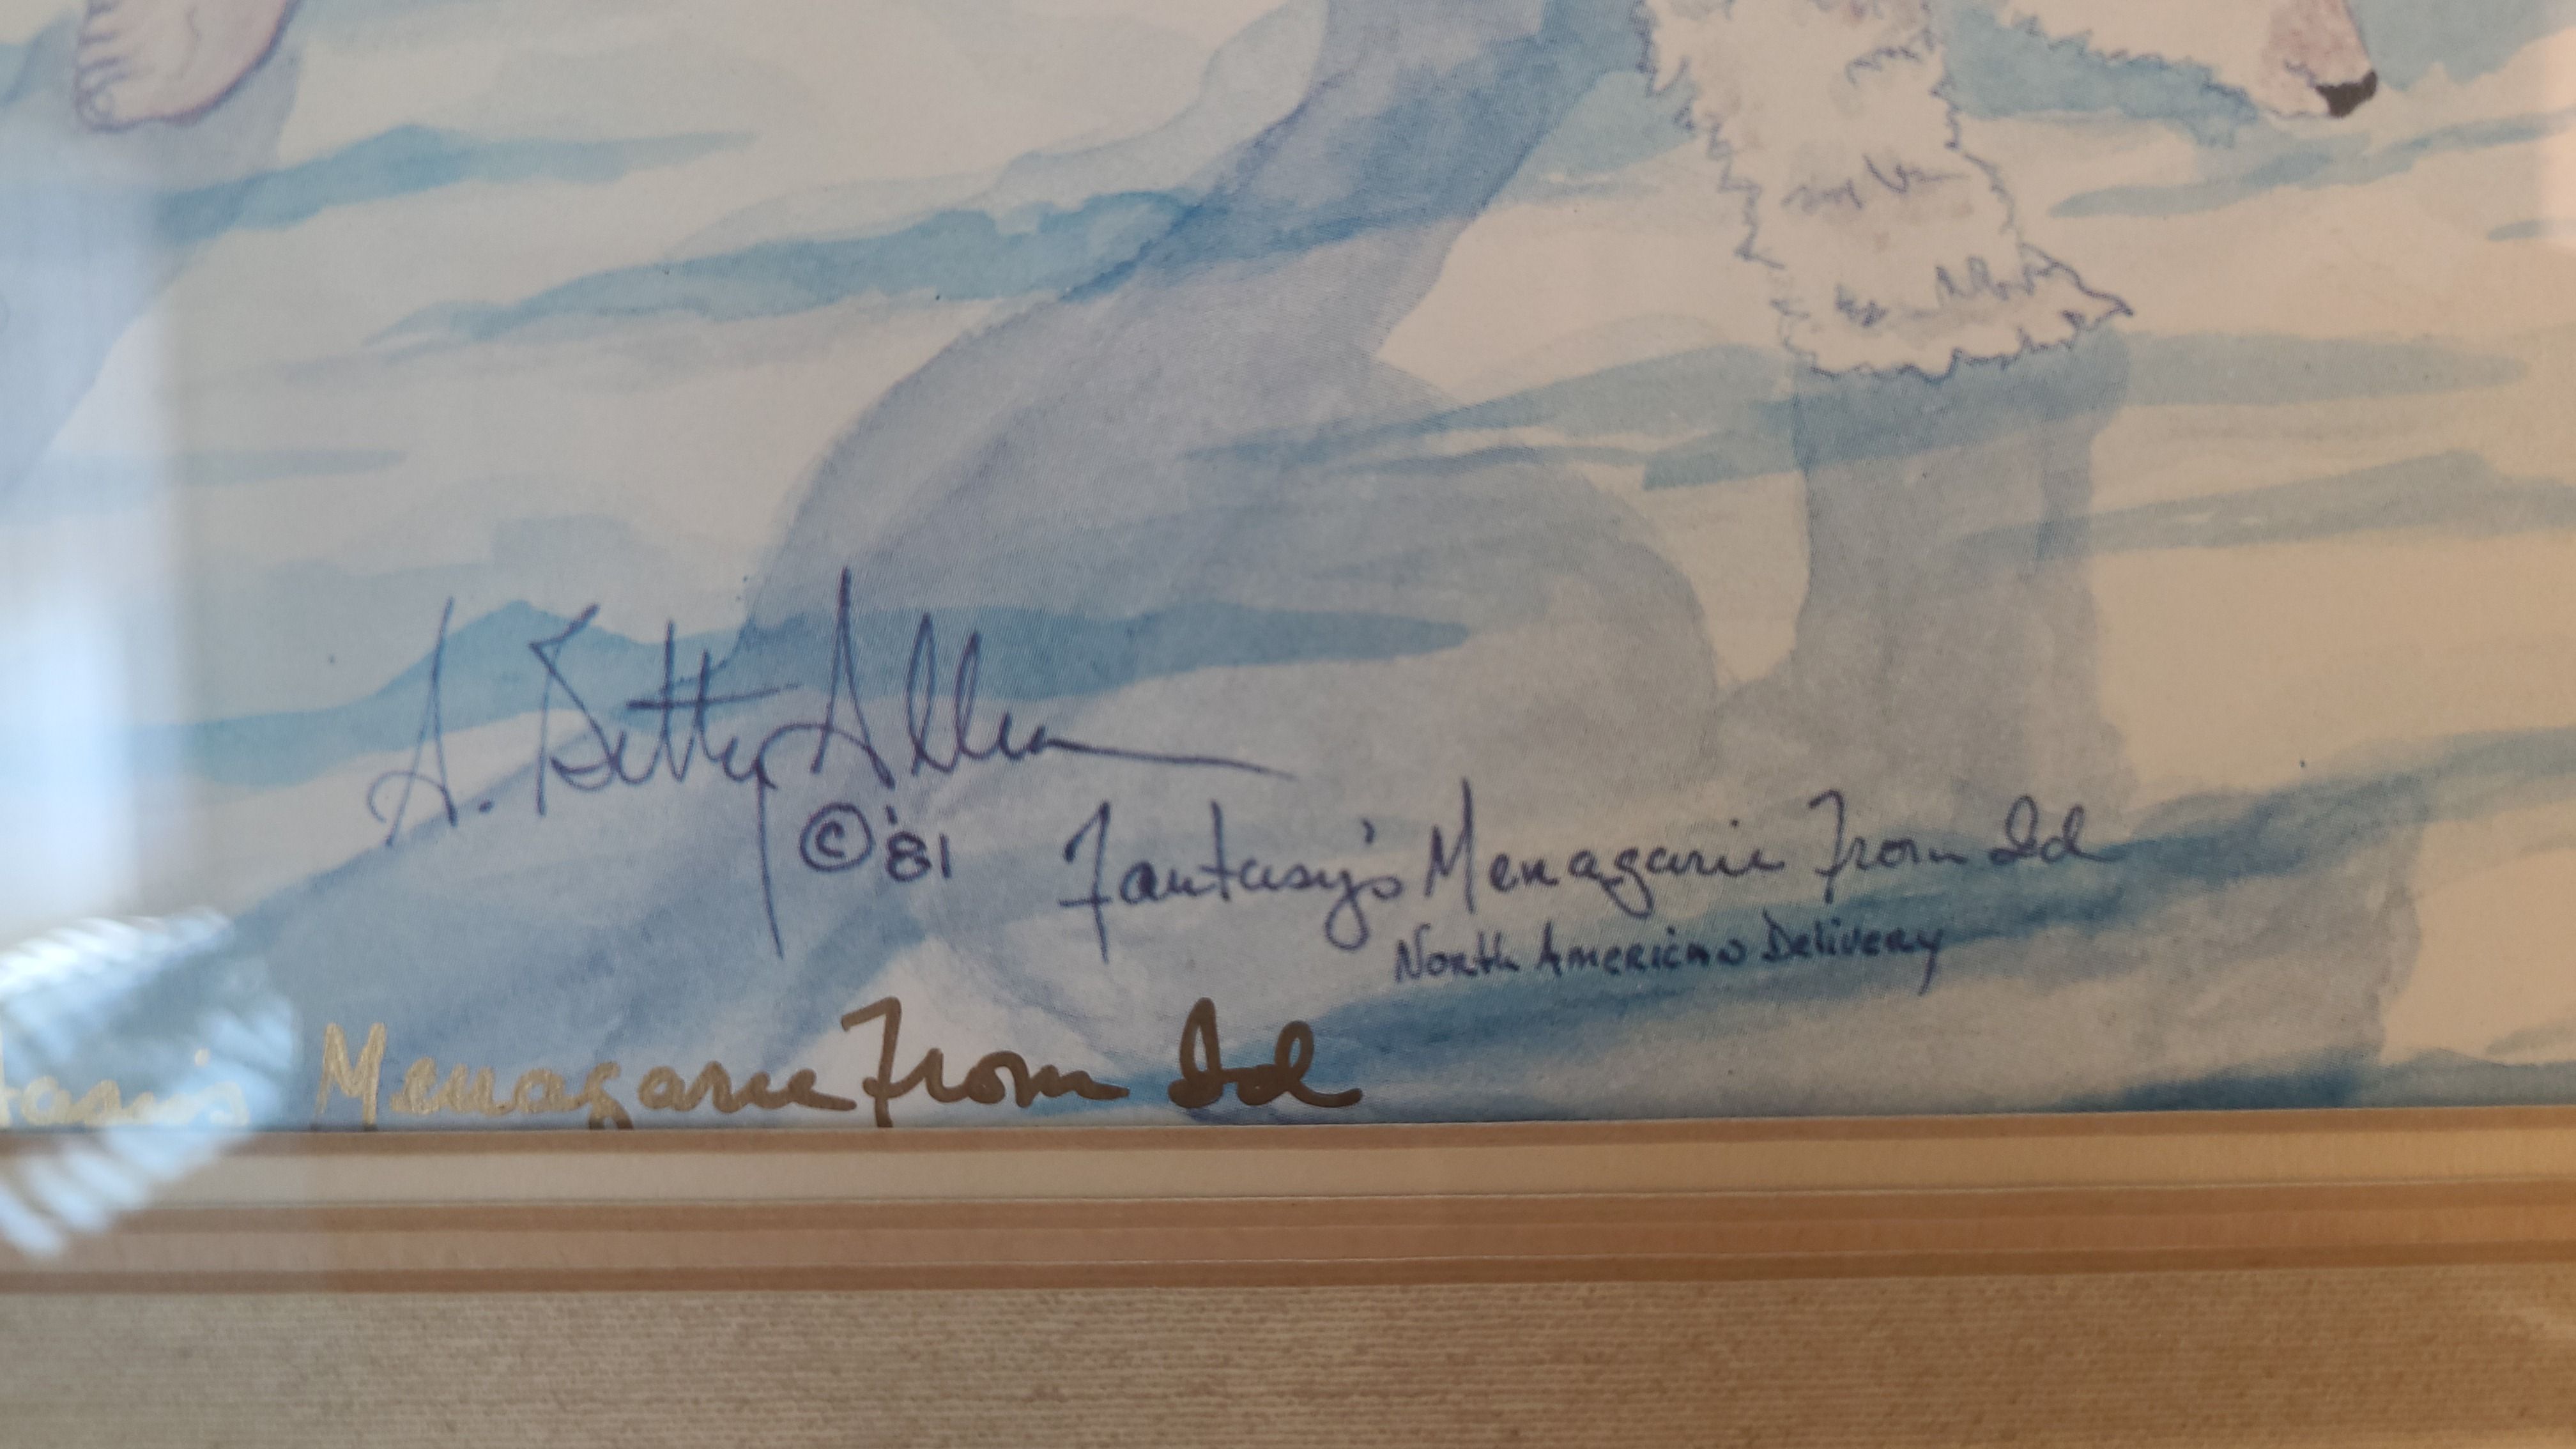 A. Betty Allen
©'81 Fantasy's Menagarie From Id
North American Delivery
Menagarie From Id